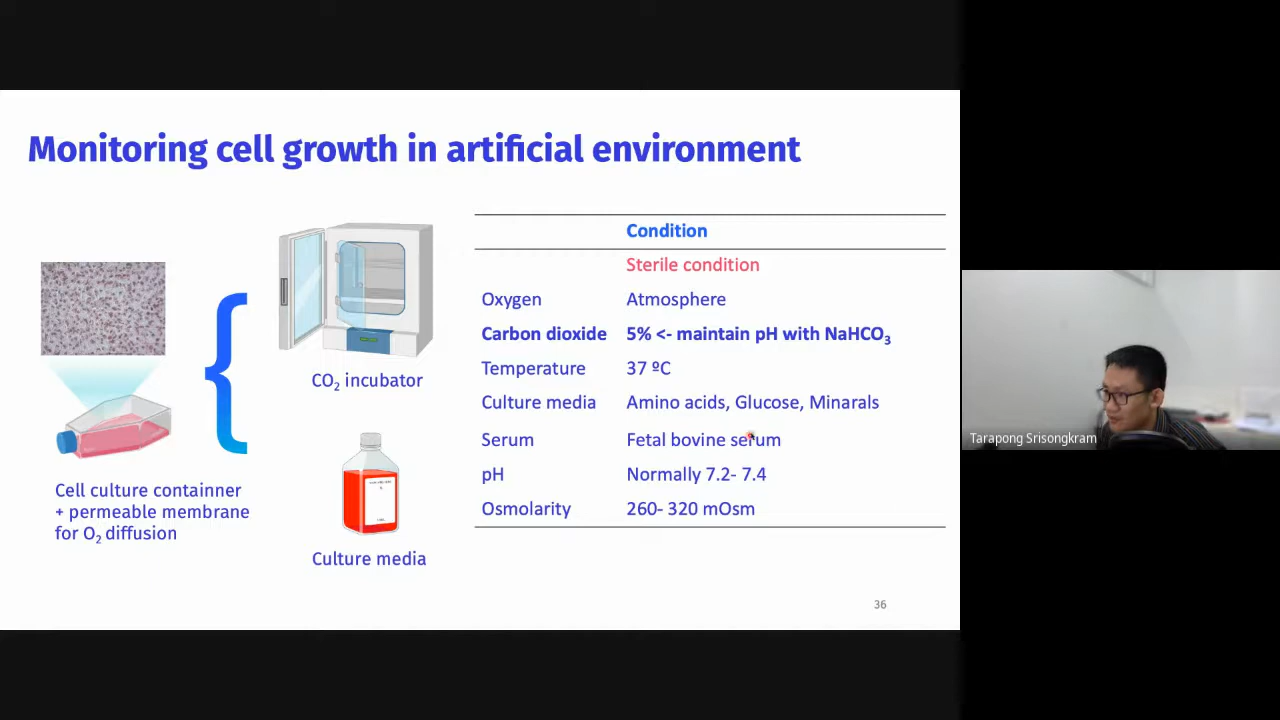 Monitoring cell growth in artificial environment
Condition
Sterile condition
Oxygen Atmosphere
Carbon dioxide 5% <- maintain pH with NaHCO₃
Temperature 37 ºC
Culture media Amino acids, Glucose, Minarals
Serum Fetal bovine serum
pH Normally 7.2- 7.4
Osmolarity 260- 320 mOsm
CO₂ incubator
Cell culture containner
+ permeable membrane
for O₂ diffusion
Culture media
36
Tarapong Srisongkram